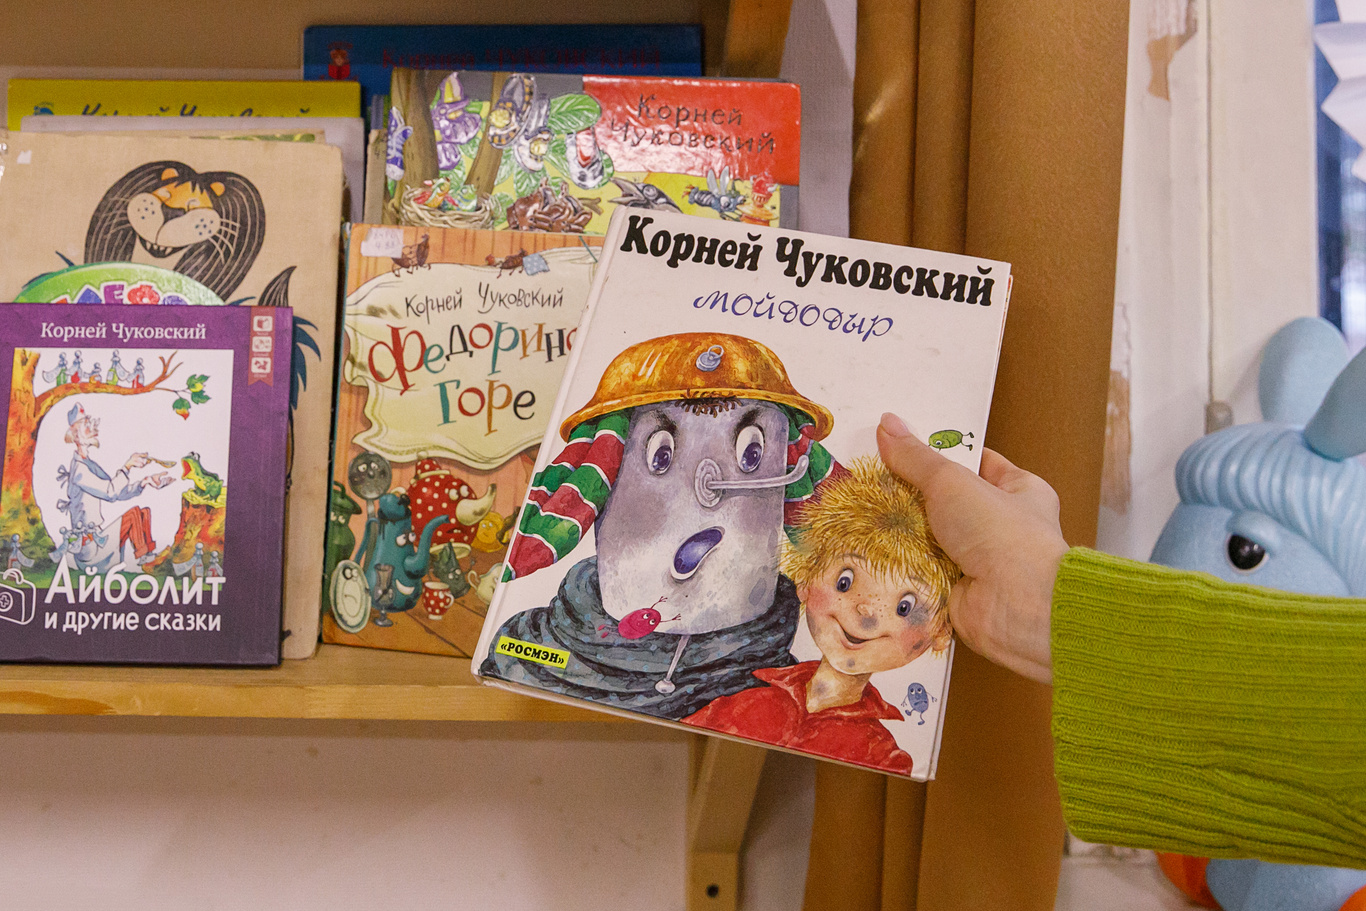 Корней Чуковский
Корней
Чуковский
Корней Чуковский
Федорино
горе
Корней Чуковский
Айболит
и другие сказки
Корней Чуковский
мойдодыр
«РОСМЭН»